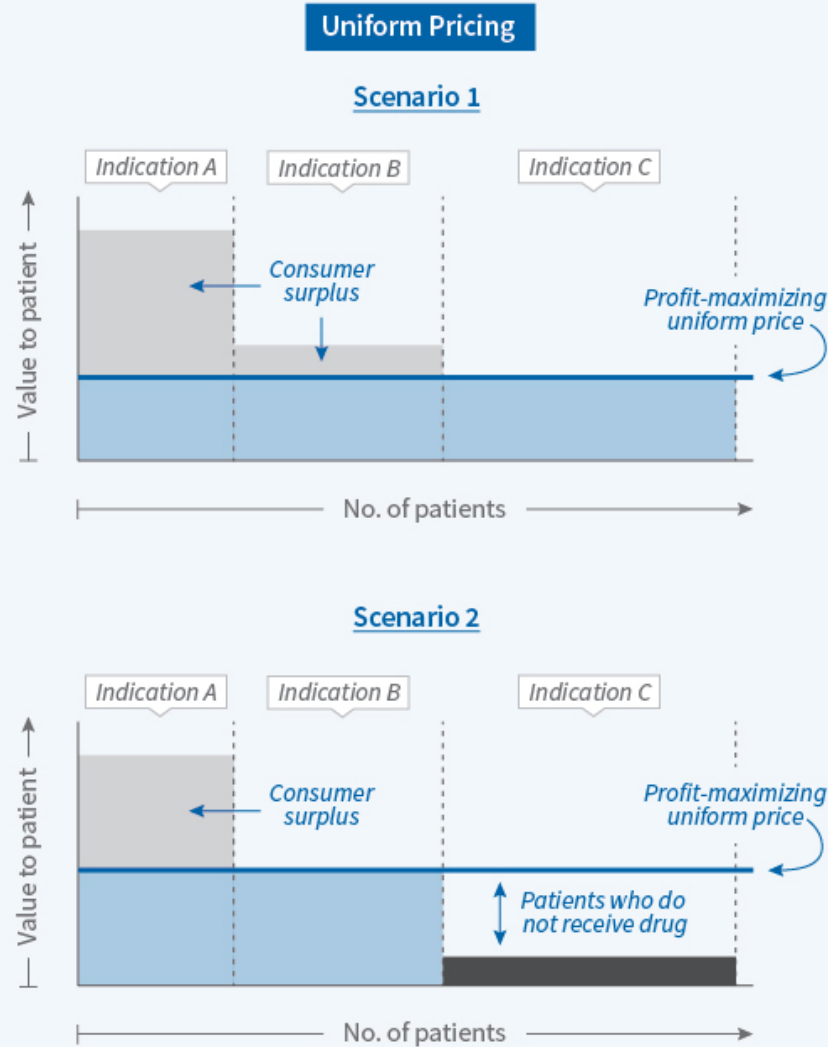 Uniform Pricing
Scenario 1
Indication A
Indication B
Indication C
Value to patient
Consumer
surplus
Profit-maximizing
uniform price
No. of patients
Scenario 2
Indication A
Indication B
Indication C
Value to patient
Consumer
surplus
Profit-maximizing
uniform price
Patients who do
not receive drug
No. of patients